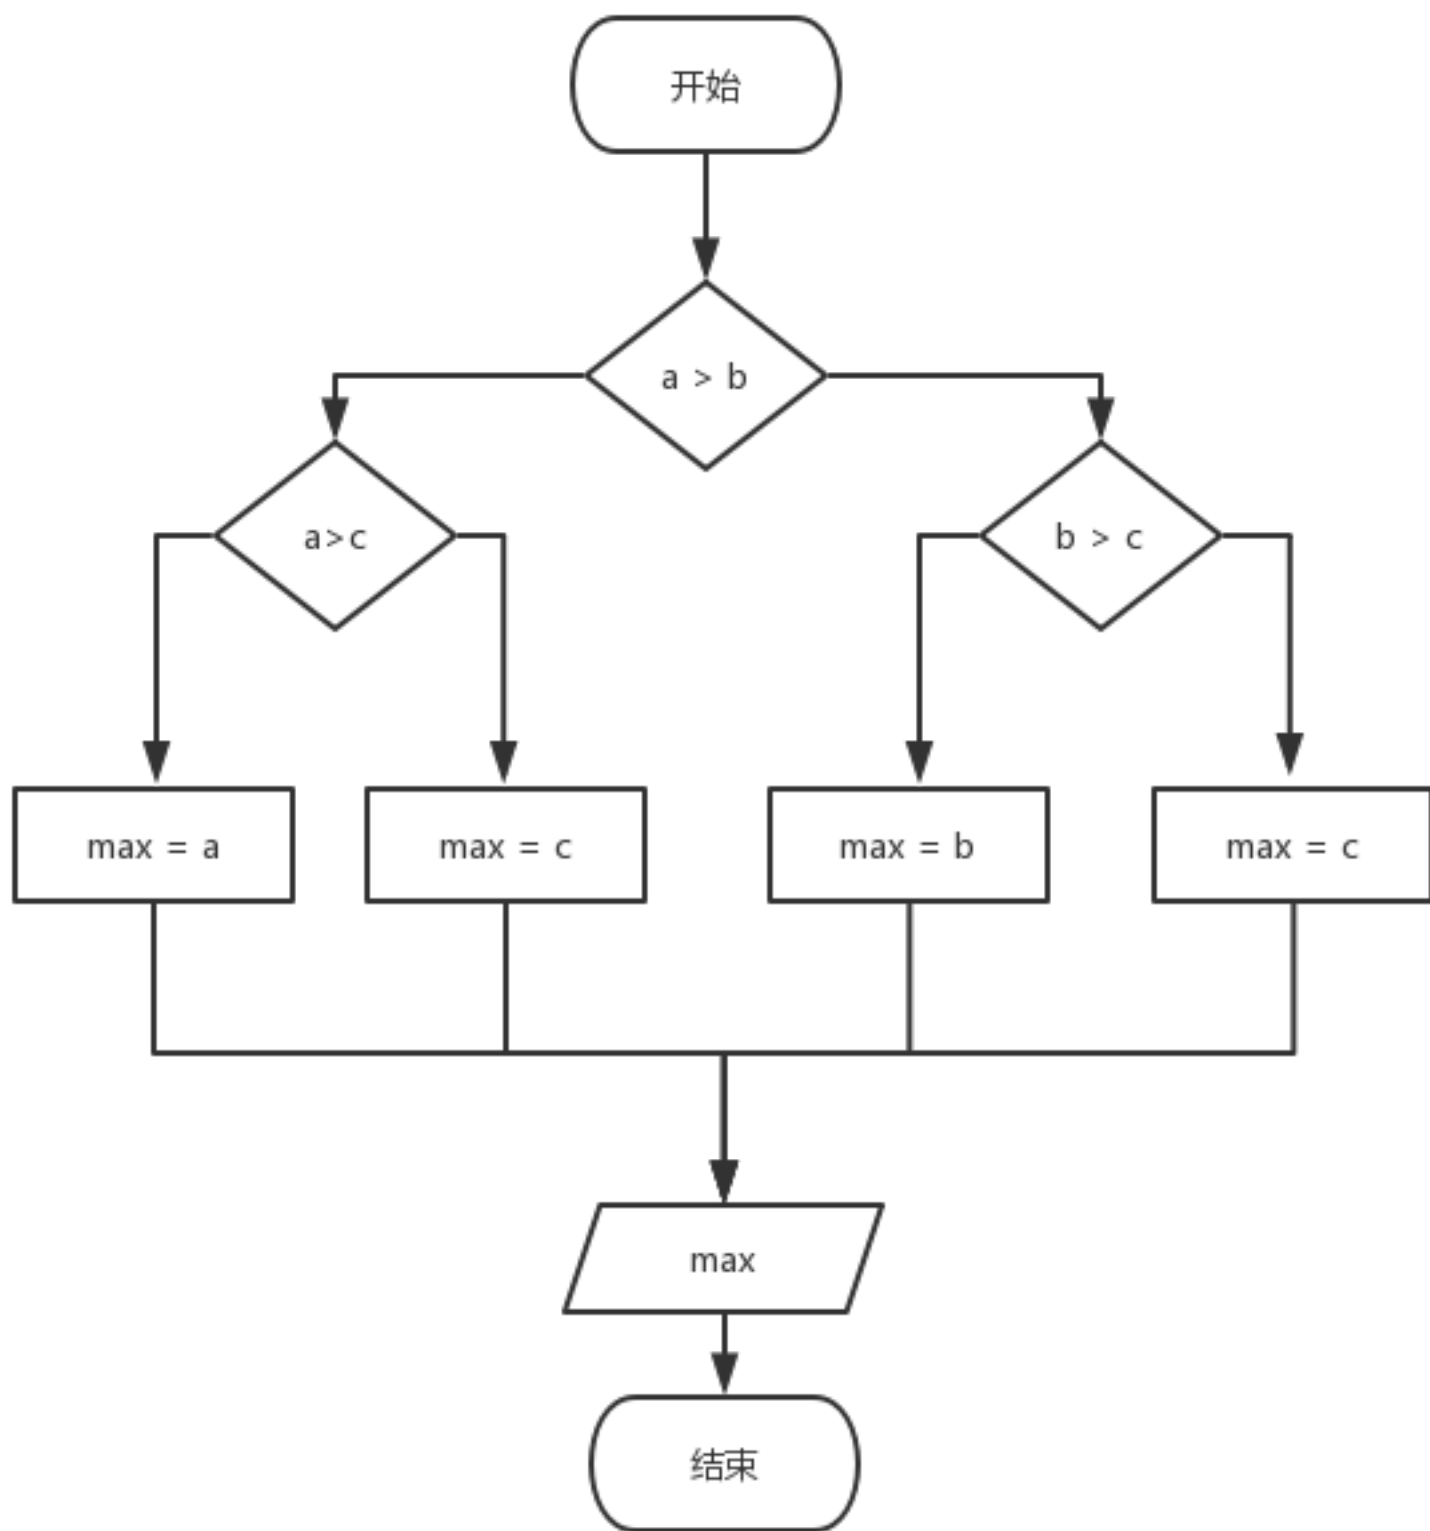 开始
a > b
a>c
b > c
max = a
max = c
max = b
max = c
max
结束